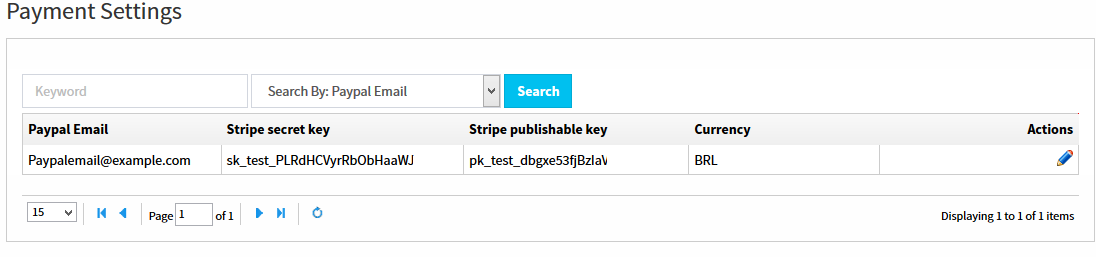 Payment Settings
Keyword Search By: Paypal Email Search
Paypal Email Stripe secret key Stripe publishable key Currency Actions
Paypalemail@example.com sk_test_PLRdHCVyrRbObHaaWJ pk_test_dbgxe53fjBzIaV BRL
15 Page 1 of 1 Displaying 1 to 1 of 1 items